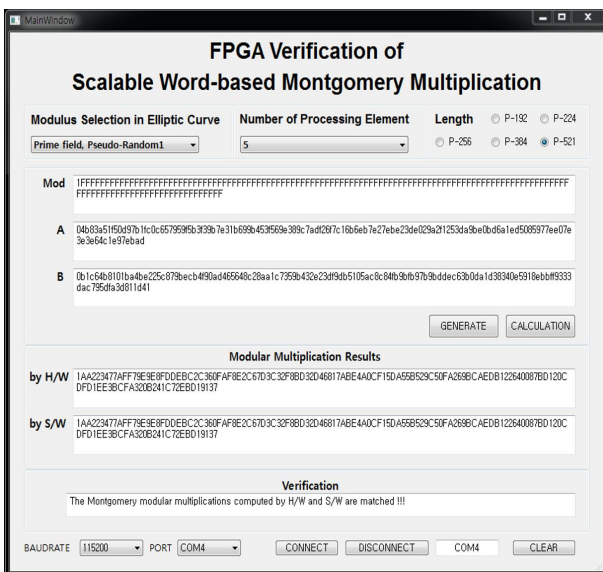 MainWindow
FPGA Verification of
Scalable Word-based Montgomery Multiplication
Modulus Selection in Elliptic Curve
Number of Processing Element
Length
P-192
P-224
Prime field, Pseudo-Random1
5
P-256
P-384
P-521
Mod
A
04b83a51f50d97b1fc0c657959f5b3f39b7e31b699b453f569e389c7adf26f7c16b6eb7e27ebe23de029a2f1253da9be0bd6a1ed5085977ee07e
3e3e64c1e97ebad
B
0b1c64b8101ba4be225c879becb4f90ad465648c28aa1c7359b432e23df9db5105ac8c84fb9bfb97b9bddec63b0da1d38340e5918ebbff9333
dac795dfa3d811d41
GENERATE
CALCULATION
Modular Multiplication Results
by H/W
1AA223477AFF79E9E8FDDEBC2C360FAF8E2C67D3C32F8BD32D46817ABE4A0CF15DA55B529C50FA269BCAEDB122640087BD120C
DFD1EE3BCFA320B241C72EBD19137
by S/W
1AA223477AFF79E9E8FDDEBC2C360FAF8E2C67D3C32F8BD32D46817ABE4A0CF15DA55B529C50FA269BCAEDB122640087BD120C
DFD1EE3BCFA320B241C72EBD19137
Verification
The Montgomery modular multiplications computed by H/W and S/W are matched !!!
BAUDRATE
115200
PORT
COM4
CONNECT
DISCONNECT
COM4
CLEAR